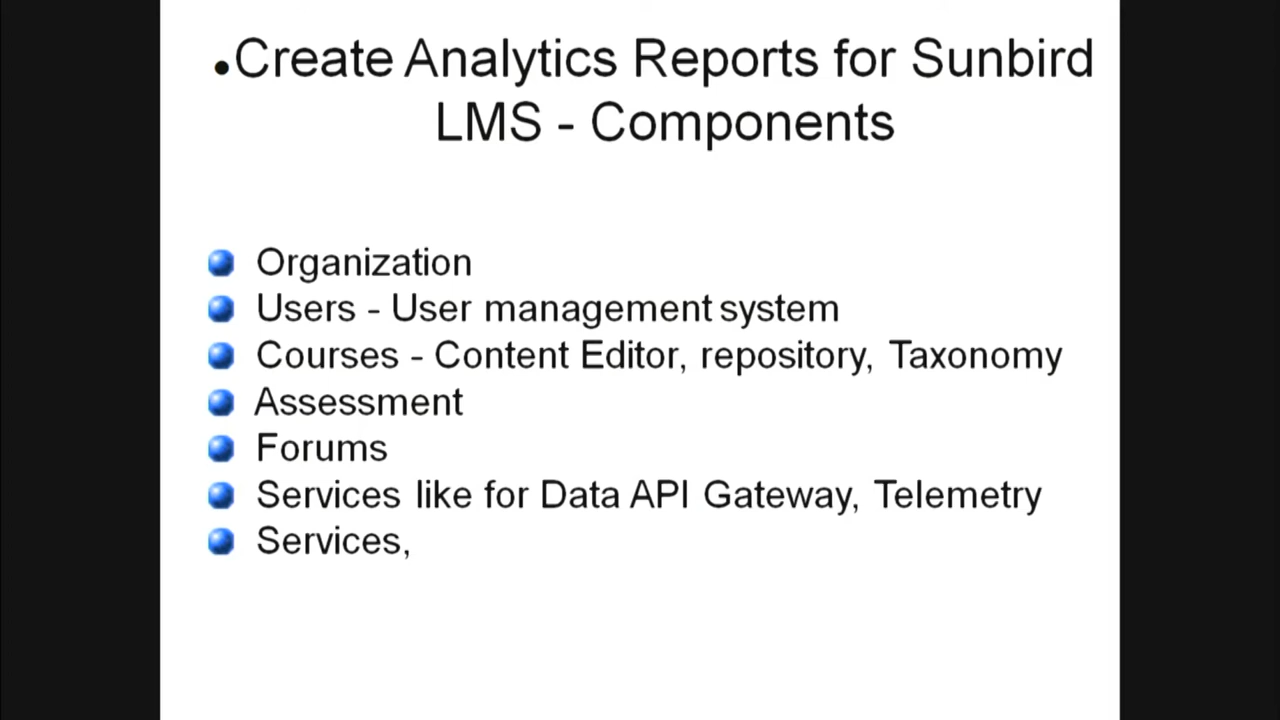 •Create Analytics Reports for Sunbird
LMS - Components
Organization
Users - User management system
Courses - Content Editor, repository, Taxonomy
Assessment
Forums
Services like for Data API Gateway, Telemetry
Services,